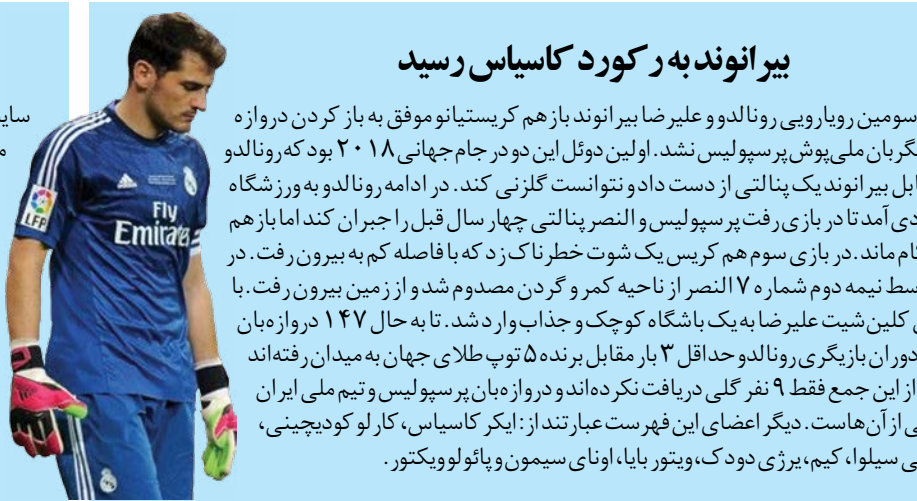 بیرانوند به رکورد کاسیاس رسید
سومین رویارویی رونالدو و علیرضا بیرانوند بازهم کریستیانو موفق به باز کردن دروازه
گربان ملی‌پوش پرسپولیس نشد. اولین دوئل این دو در جام جهانی ۲۰۱۸ بود که رونالدو
ابل بیرانوند یک پنالتی از دست داد و نتوانست گلزنی کند. در ادامه رونالدو به ورزشگاه
دی آمد تا در بازی رفت پرسپولیس و النصر پنالتی چهار سال قبل را جبران کند اما بازهم
کام ماند. در بازی سوم هم کریس یک شوت خطرناک زد که با فاصله کم به بیرون رفت. در
سط نیمه دوم شماره ۷ النصر از ناحیه کمر و گردن مصدوم شد و از زمین بیرون رفت. با
کلین‌شیت علیرضا به یک باشگاه کوچک و جذاب وارد شد. تا به حال ۱۴۷ دروازه‌بان
دوران بازیگری رونالدو حداقل ۳ بار مقابل برنده ۵ توپ طلای جهان به میدان رفته‌اند
از این جمع فقط ۹ نفر گلی دریافت نکرده‌اند و دروازه‌بان پرسپولیس و تیم ملی ایران
ی از آن‌هاست. دیگر اعضای این فهرست عبارتند از: ایکر کاسیاس، کارلو کودیچینی،
ی سیلوا، کیم، یرژی دودک، ویتور بایا، اونای سیمون و پائولو ویکتور.
سای
م
LFP
Fly
Emirates